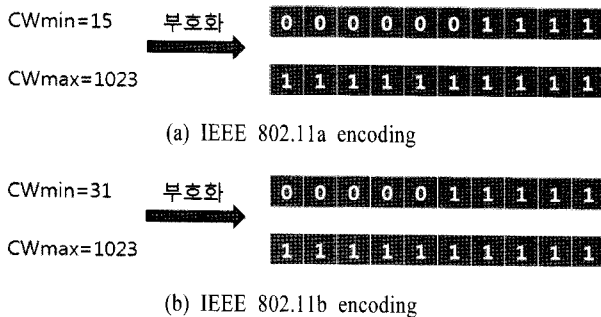 CWmin=15 부호화 0 0 0 0 0 0 1 1 1 1
CWmax=1023 1 1 1 1 1 1 1 1 1 1
(a) IEEE 802.11a encoding
CWmin=31 부호화 0 0 0 0 0 1 1 1 1 1
CWmax=1023 1 1 1 1 1 1 1 1 1 1
(b) IEEE 802.11b encoding